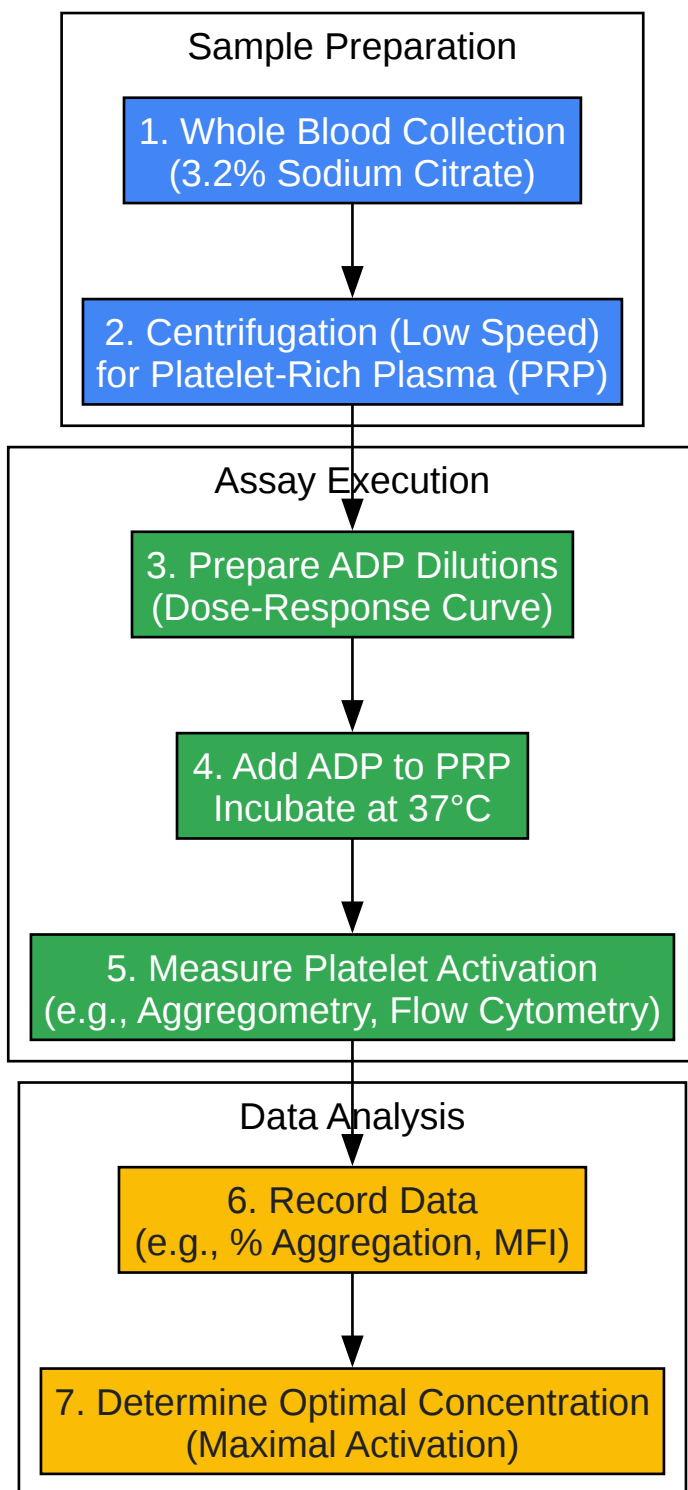 Sample Preparation
1. Whole Blood Collection
(3.2% Sodium Citrate)
2. Centrifugation (Low Speed)
for Platelet-Rich Plasma (PRP)
Assay Execution
3. Prepare ADP Dilutions
(Dose-Response Curve)
4. Add ADP to PRP
Incubate at 37°C
5. Measure Platelet Activation
(e.g., Aggregometry, Flow Cytometry)
Data Analysis
6. Record Data
(e.g., % Aggregation, MFI)
7. Determine Optimal Concentration
(Maximal Activation)